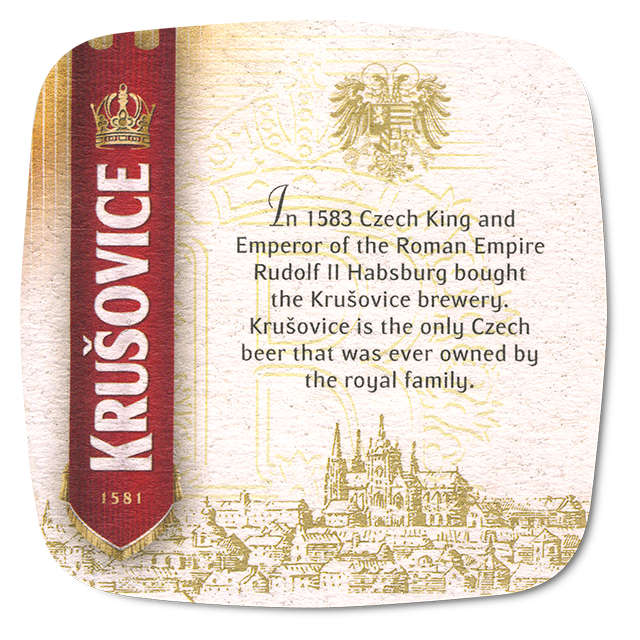 KRUŠOVICE
1581
In 1583 Czech King and
Emperor of the Roman Empire
Rudolf II Habsburg bought
the Krušovice brewery.
Krušovice is the only Czech
beer that was ever owned by
the royal family.